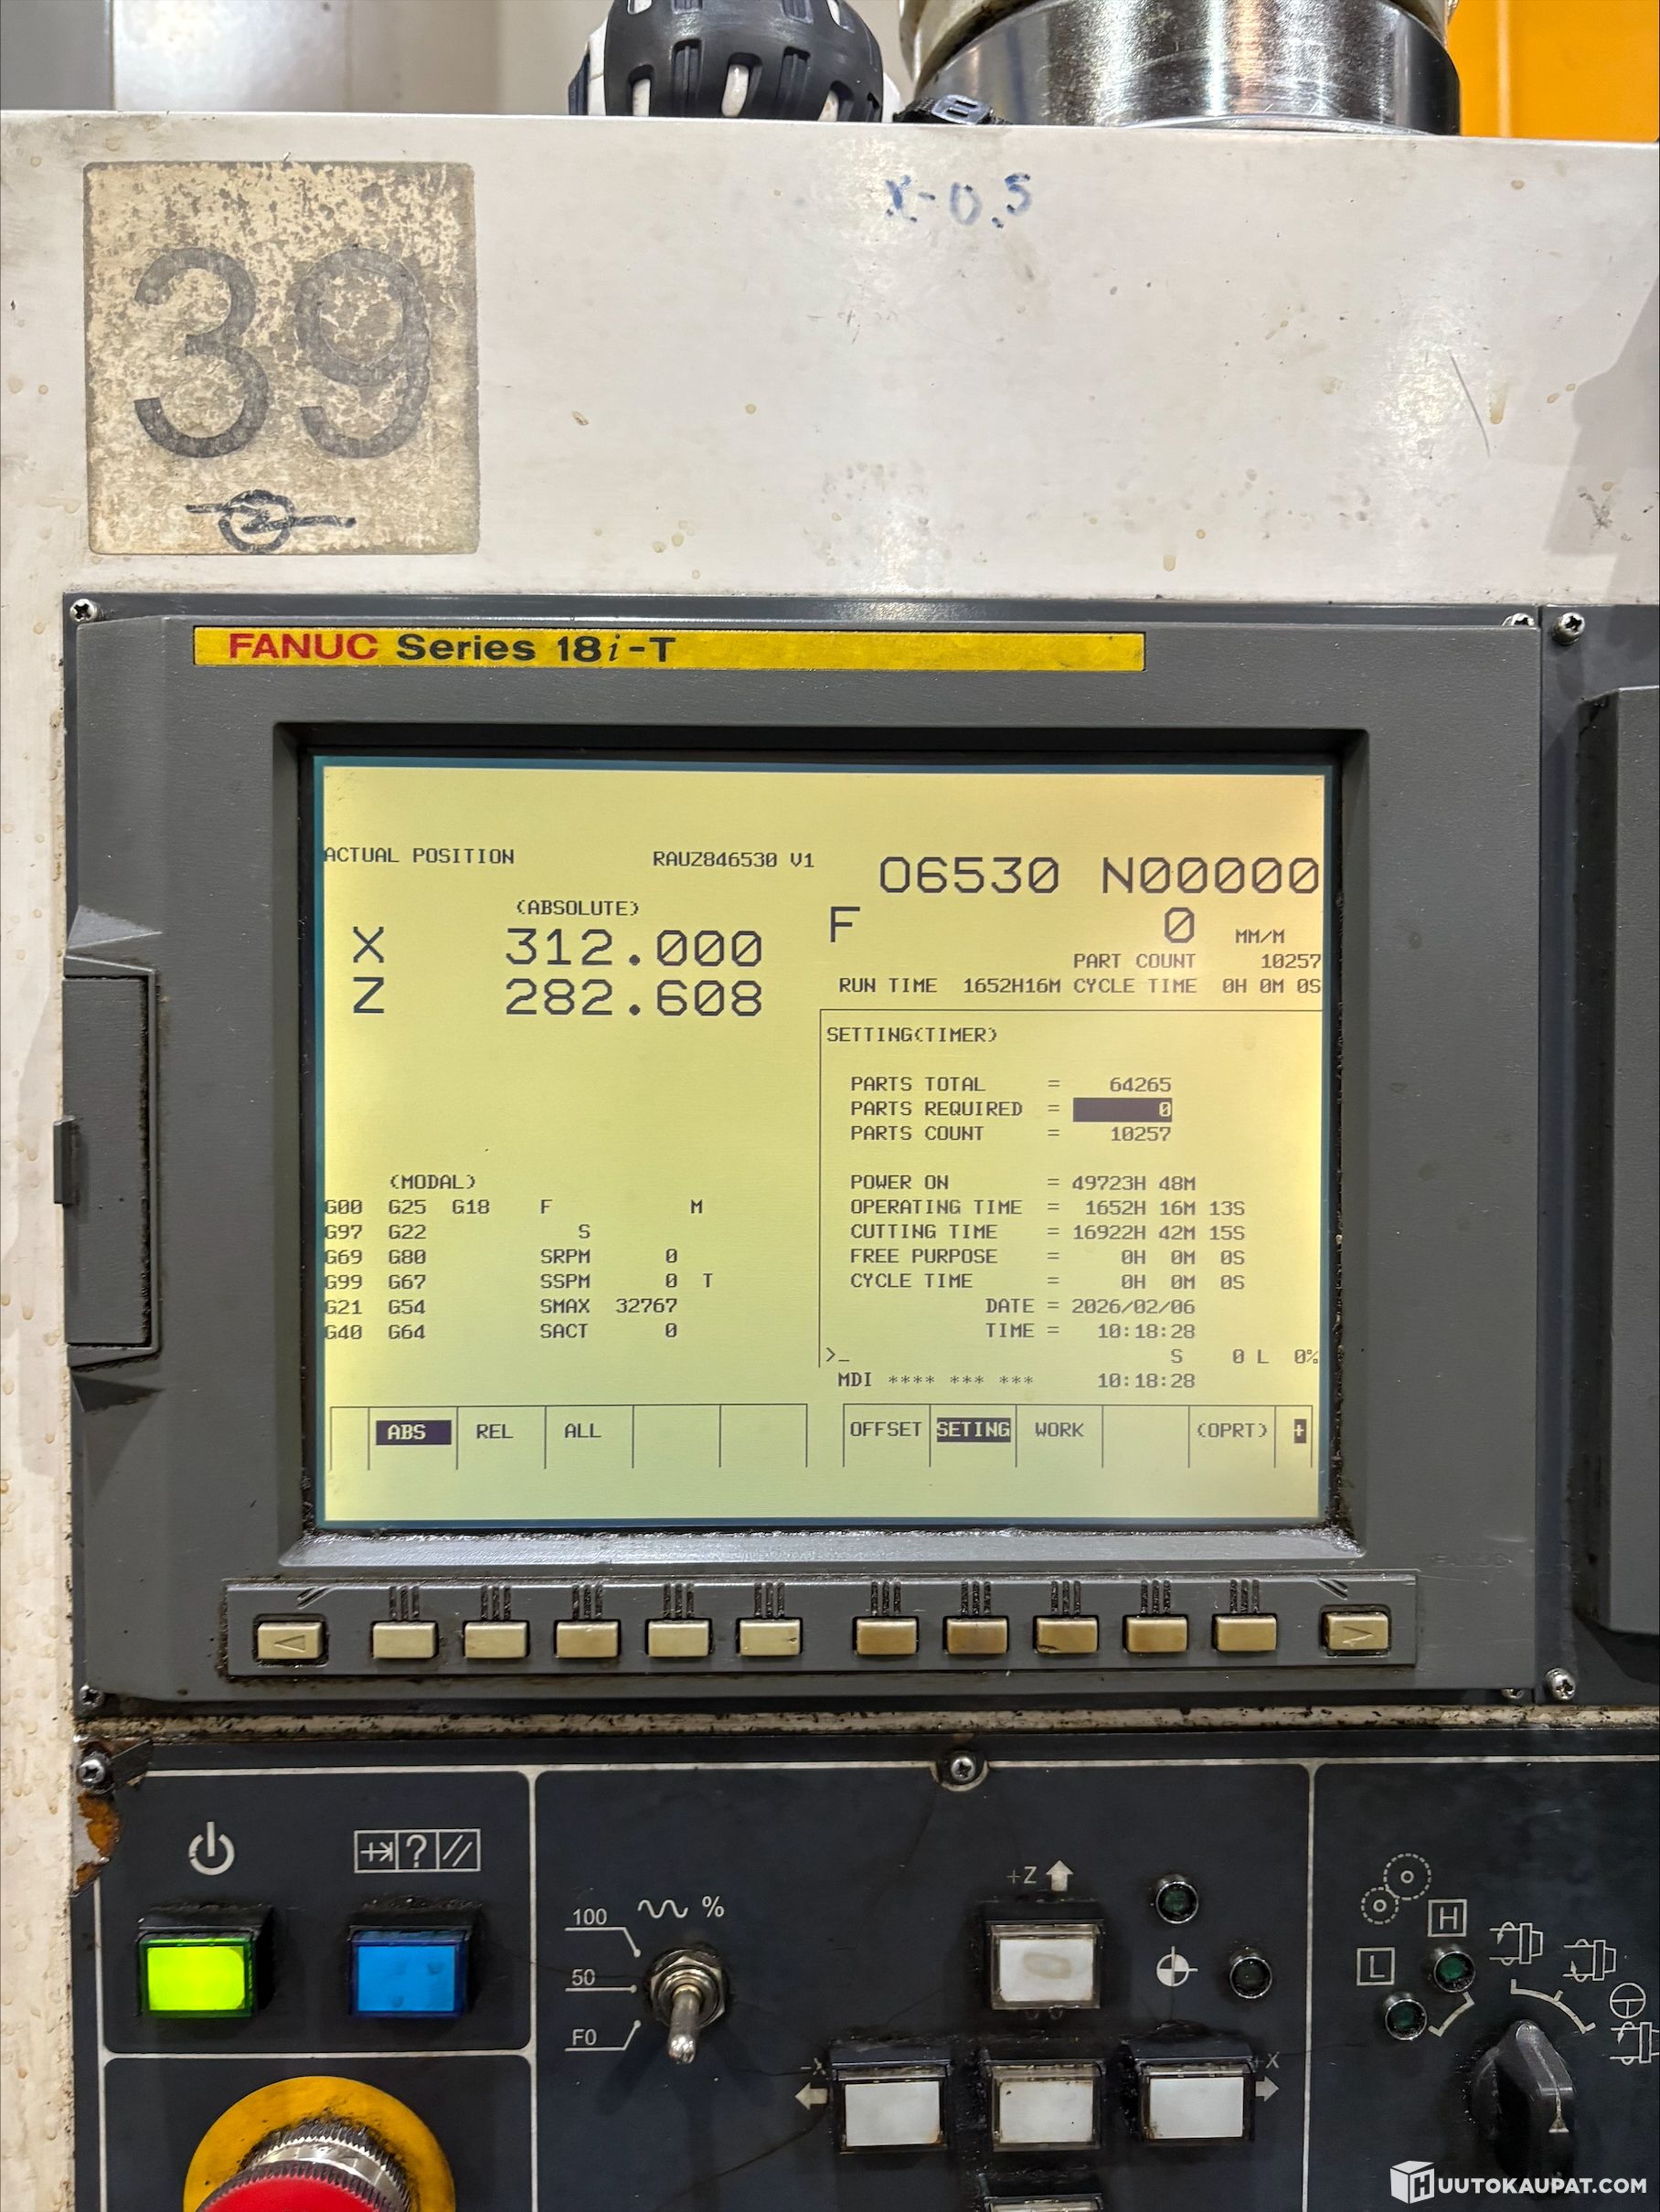 X-0.5
39
FANUC Series 18i-T
ACTUAL POSITION RAUZ846530 V1
O6530 N00000
(ABSOLUTE)
X 312.000
Z 282.608
F 0 MM/M
PART COUNT 10257
RUN TIME 1652H16M CYCLE TIME 0H 0M 0S
SETTING(TIMER)
PARTS TOTAL = 64265
PARTS REQUIRED = 0
PARTS COUNT = 10257
POWER ON = 49723H 48M
OPERATING TIME = 1652H 16M 13S
CUTTING TIME = 16922H 42M 15S
FREE PURPOSE = 0H 0M 0S
CYCLE TIME = 0H 0M 0S
DATE = 2026/02/06
TIME = 10:18:28
(MODAL)
G00 G25 G18 F M
G97 G22 S
G69 G80 SRPM 0
G99 G67 SSPM 0 T
G21 G54 SMAX 32767
G40 G64 SACT 0
>_
S 0 L 0%
MDI **** *** *** 10:18:28
ABS REL ALL
OFFSET SETING WORK (OPRT) +
FANUC
?
100
%
50
F0
+Z
-X
X
H
L
HUUTOKAUPAT.COM